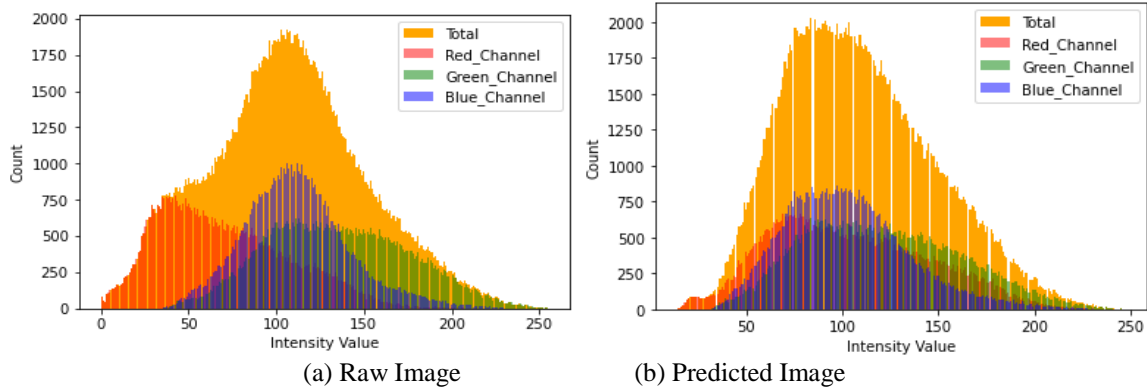 2000
1750
1500
1250
1000
750
500
250
0
Count
Total
Red_Channel
Green_Channel
Blue_Channel
0 50 100 150 200 250
Intensity Value
(a) Raw Image
2000
1750
1500
1250
1000
750
500
250
0
Count
Total
Red_Channel
Green_Channel
Blue_Channel
50 100 150 200 250
Intensity Value
(b) Predicted Image